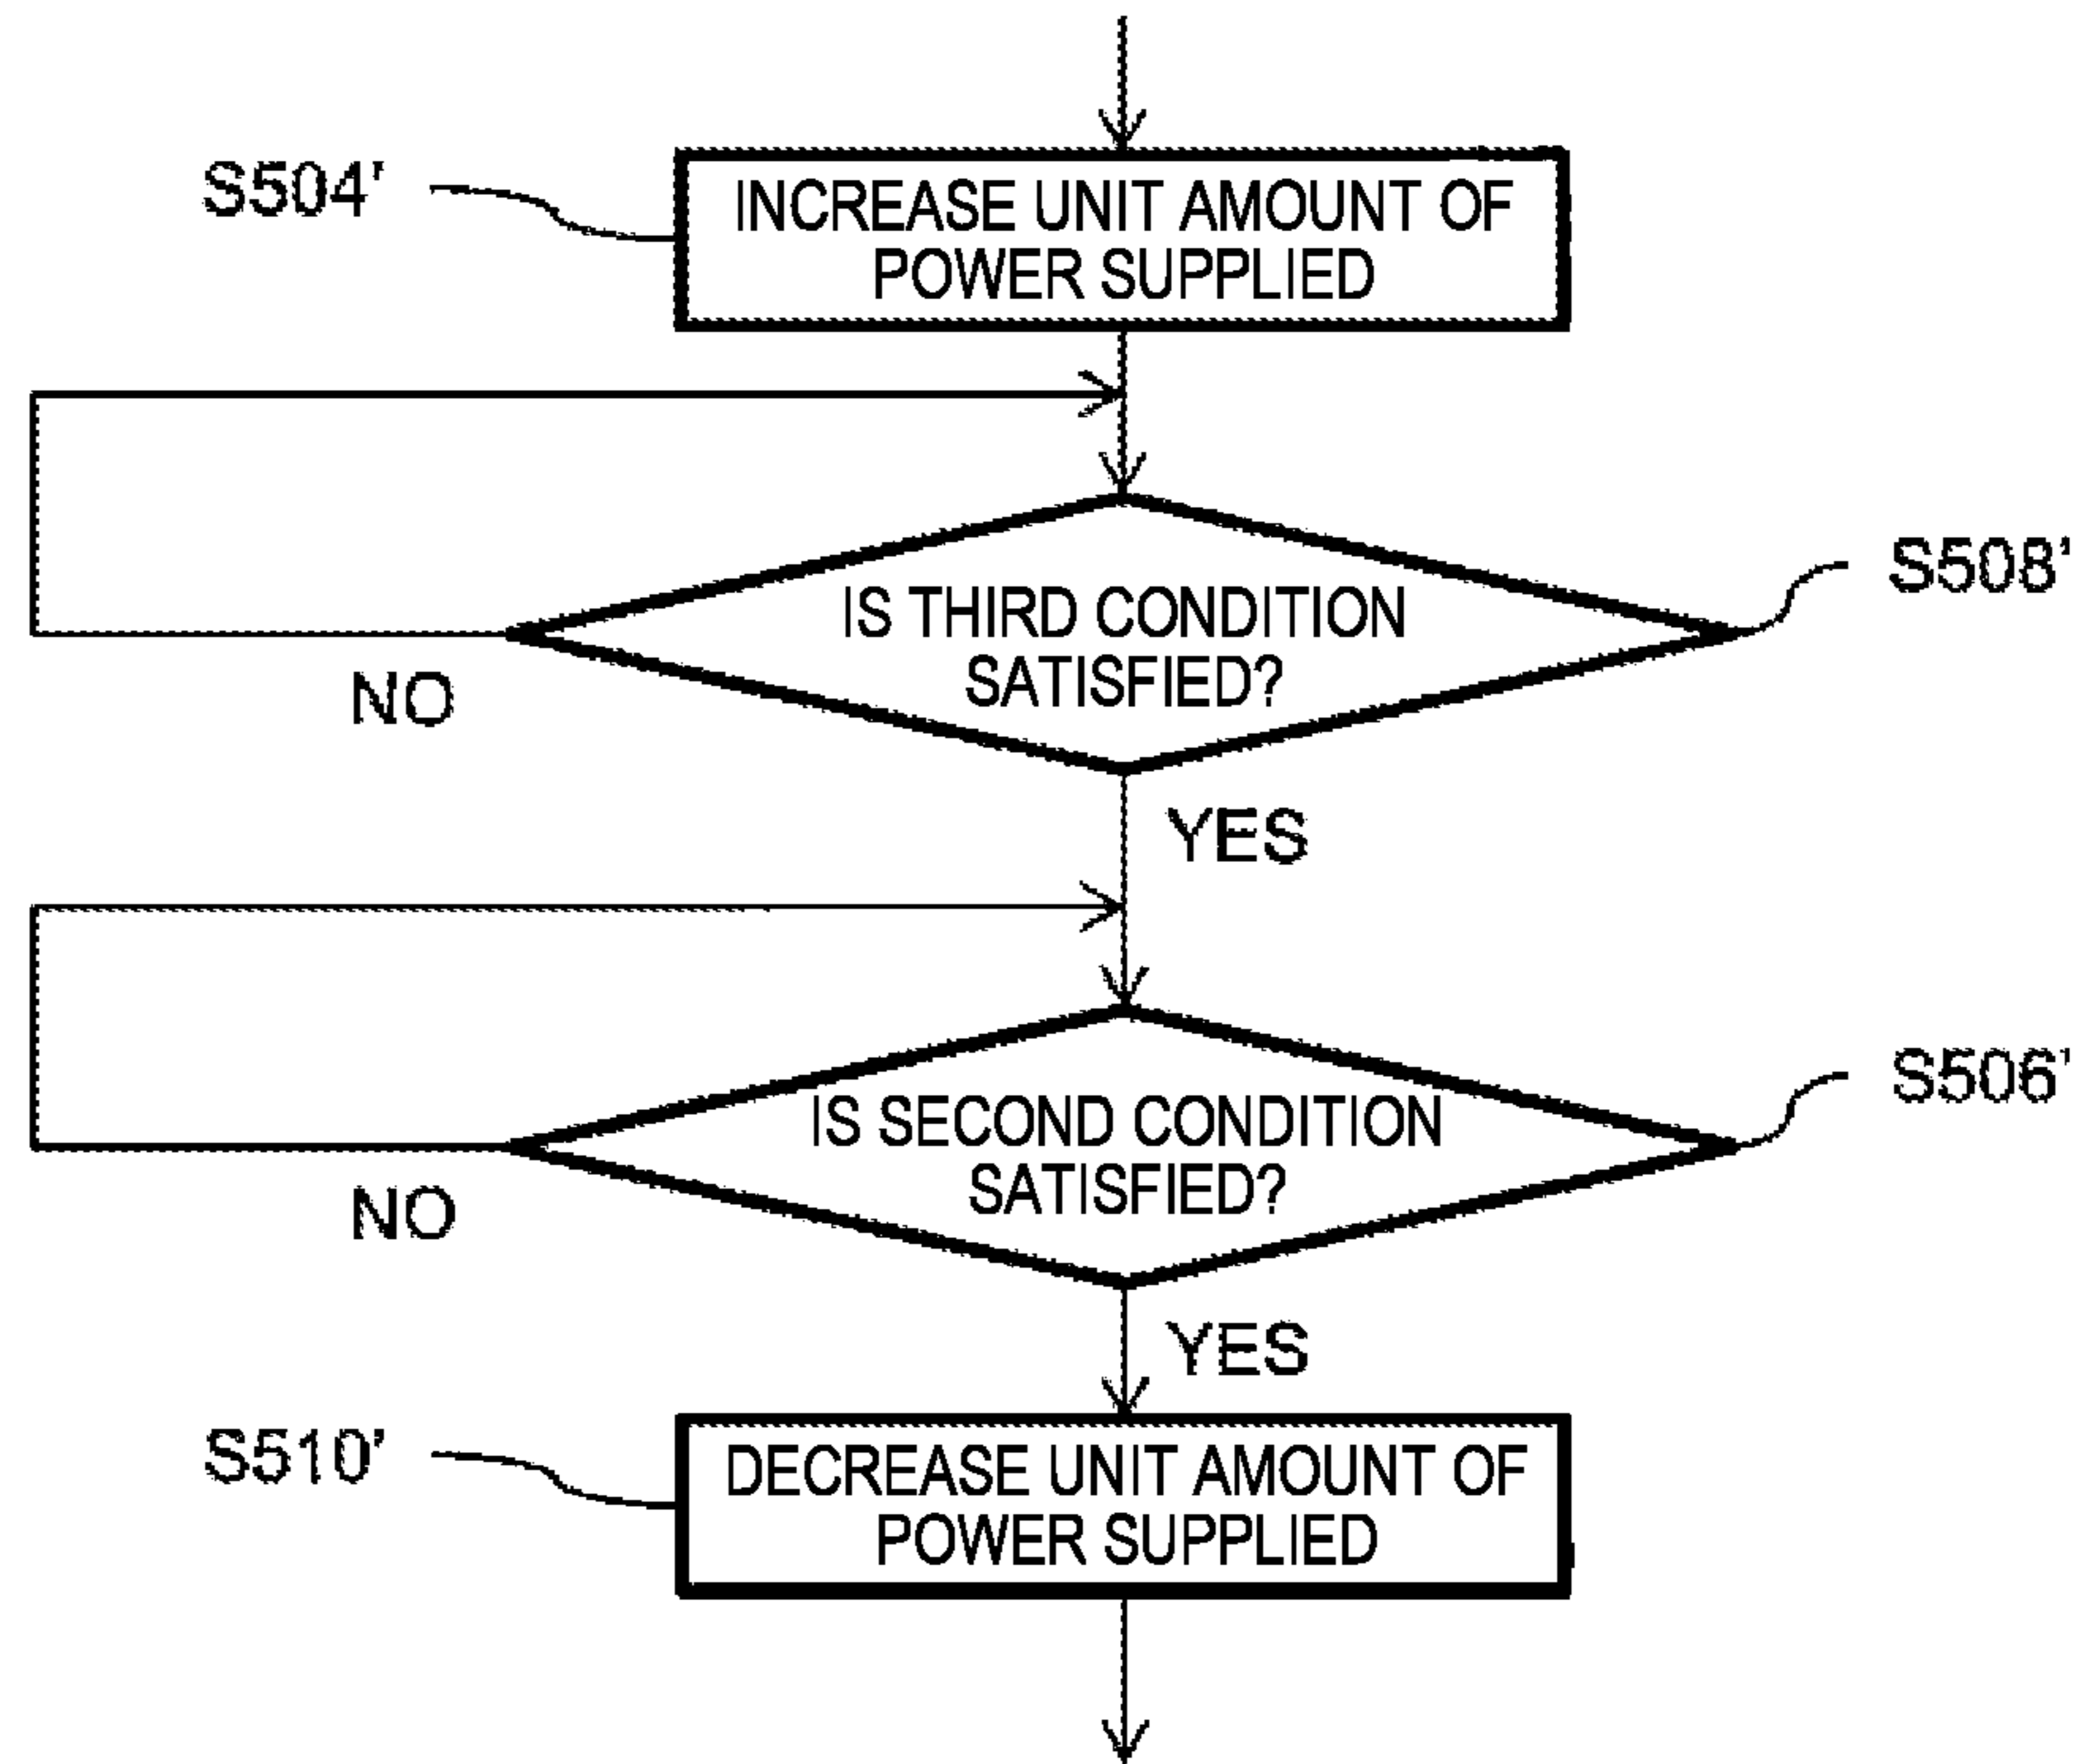 S504'
INCREASE UNIT AMOUNT OF
POWER SUPPLIED
IS THIRD CONDITION
SATISFIED?
S508'
NO
YES
IS SECOND CONDITION
SATISFIED?
S506'
NO
YES
S510'
DECREASE UNIT AMOUNT OF
POWER SUPPLIED